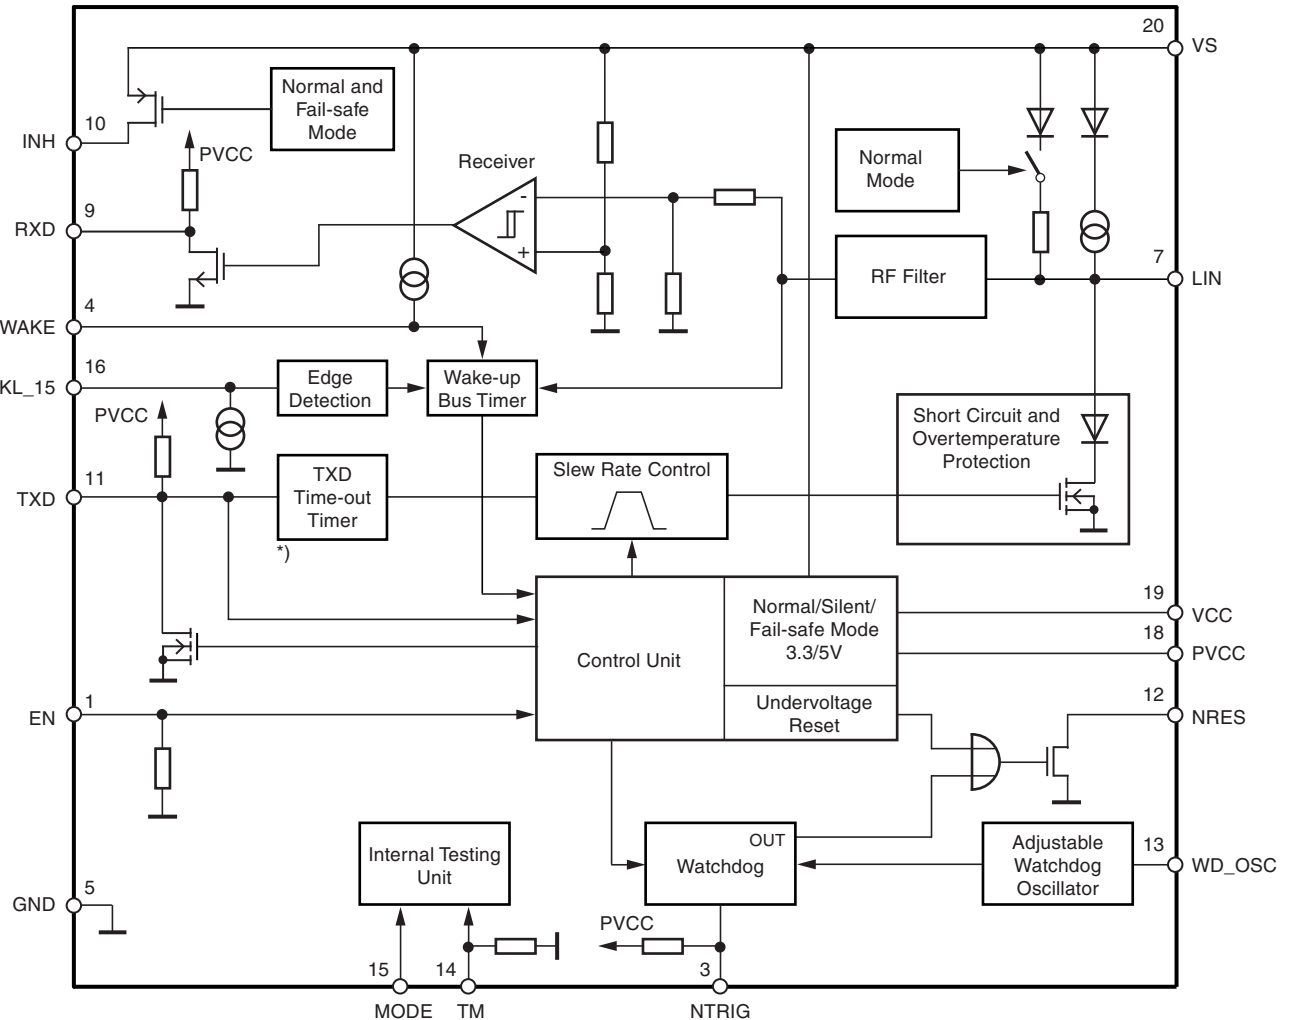 20
VS
Normal and
Fail-safe
Mode
10
INH
PVCC
Receiver
Normal
Mode
-
9
RXD
+
RF Filter
7
LIN
4
WAKE
16
KL_15
Edge
Detection
Wake-up
Bus Timer
PVCC
Short Circuit and
Overtemperature
Protection
11
TXD
TXD
Time-out
Timer
*)
Slew Rate Control
Control Unit
Normal/Silent/
Fail-safe Mode
3.3/5V
19
VCC
18
PVCC
1
EN
Undervoltage
Reset
12
NRES
Internal Testing
Unit
OUT
Watchdog
Adjustable
Watchdog
Oscillator
13
WD_OSC
5
GND
PVCC
15
MODE
14
TM
3
NTRIG